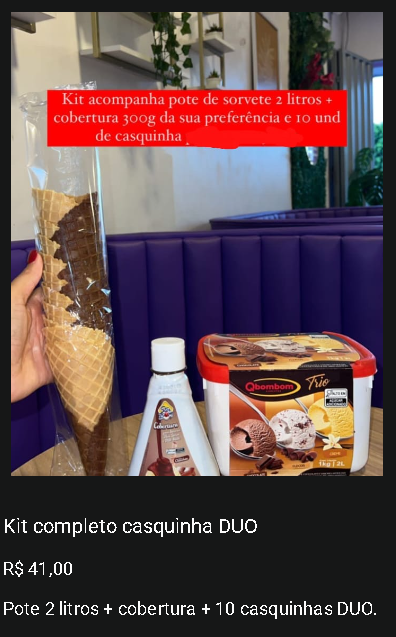 Kit acompanha pote de sorvete 2 litros +
cobertura 300g da sua preferência e 10 und
de casquinha
Cobertura
Qbombom
Trio
1kg | 2L
Kit completo casquinha DUO
R$ 41,00
Pote 2 litros + cobertura + 10 casquinhas DUO.